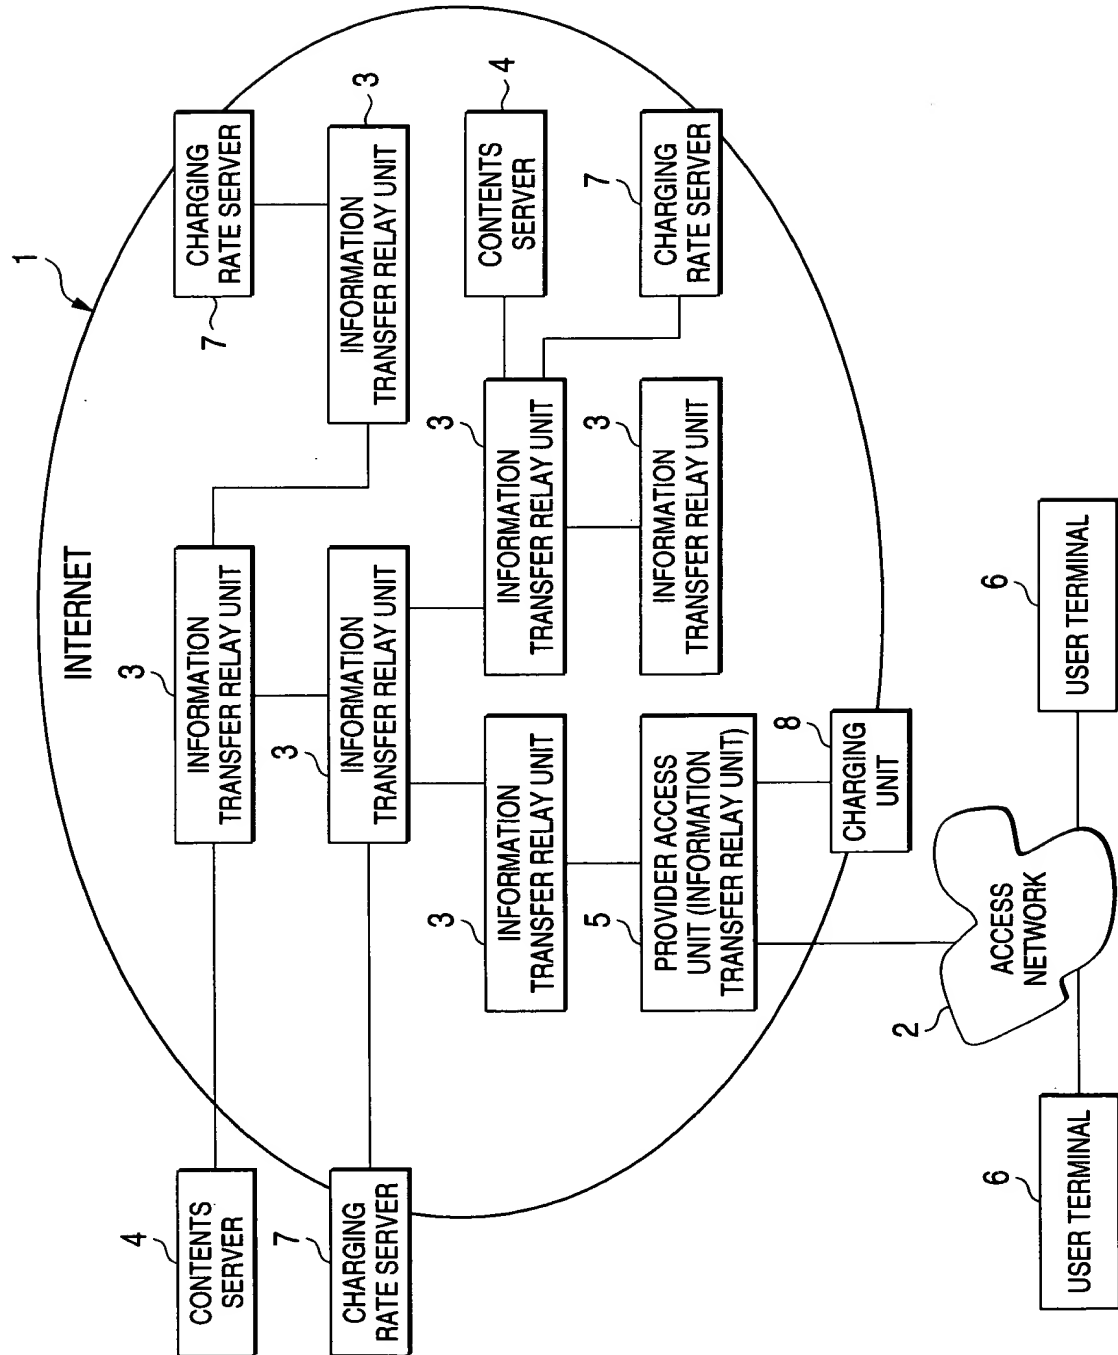 1
INTERNET
4
CONTENTS
SERVER
3
INFORMATION
TRANSFER RELAY UNIT
CHARGING
RATE SERVER
7
7
CHARGING
RATE SERVER
3
INFORMATION
TRANSFER RELAY UNIT
3
INFORMATION
TRANSFER RELAY UNIT
3
INFORMATION
TRANSFER RELAY UNIT
3
INFORMATION
TRANSFER RELAY UNIT
4
CONTENTS
SERVER
5
PROVIDER ACCESS
UNIT (INFORMATION
TRANSFER RELAY UNIT)
3
INFORMATION
TRANSFER RELAY UNIT
7
CHARGING
RATE SERVER
8
CHARGING
UNIT
2
ACCESS
NETWORK
6
USER TERMINAL
6
USER TERMINAL